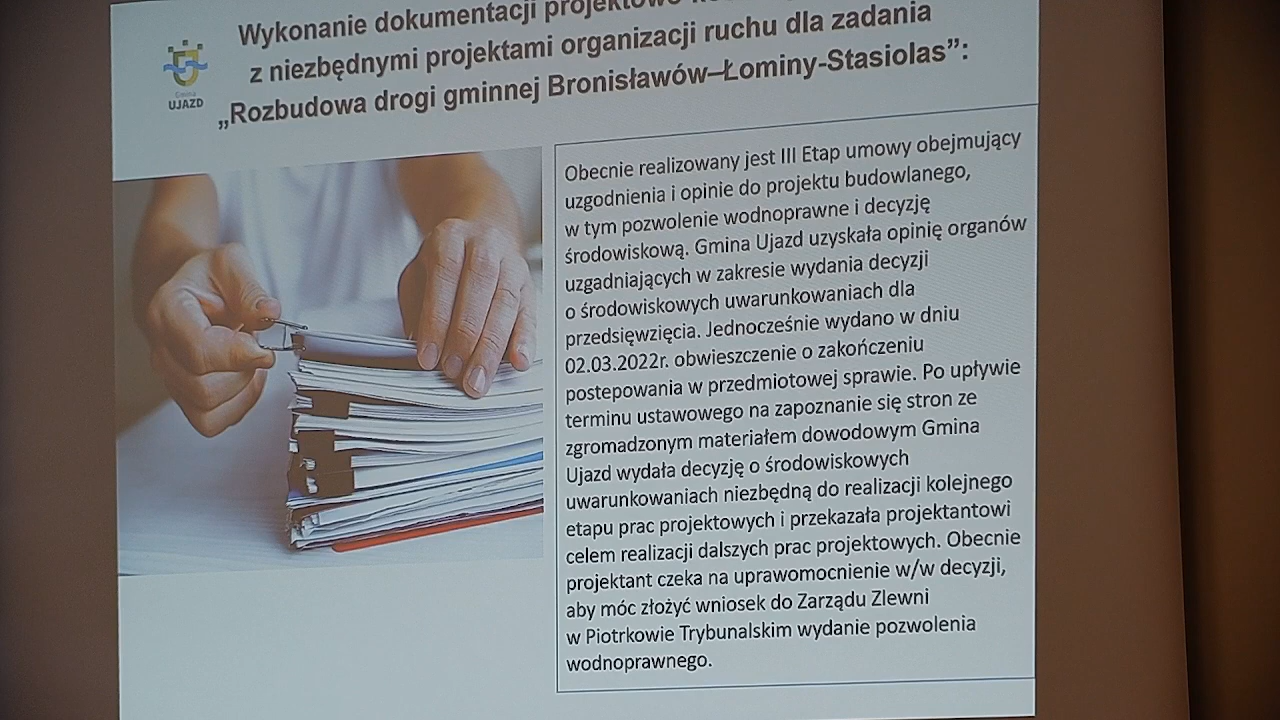 Wykonanie dokumentacji projektowo
z niezbędnymi projektami organizacji ruchu dla zadania
„Rozbudowa drogi gminnej Bronisławów–Łominy-Stasiolas”:
Gmina
UJAZD
Obecnie realizowany jest III Etap umowy obejmujący
uzgodnienia i opinie do projektu budowlanego,
w tym pozwolenie wodnoprawne i decyzję
środowiskową. Gmina Ujazd uzyskała opinię organów
uzgadniających w zakresie wydania decyzji
o środowiskowych uwarunkowaniach dla
przedsięwzięcia. Jednocześnie wydano w dniu
02.03.2022r. obwieszczenie o zakończeniu
postepowania w przedmiotowej sprawie. Po upływie
terminu ustawowego na zapoznanie się stron ze
zgromadzonym materiałem dowodowym Gmina
Ujazd wydała decyzję o środowiskowych
uwarunkowaniach niezbędną do realizacji kolejnego
etapu prac projektowych i przekazała projektantowi
celem realizacji dalszych prac projektowych. Obecnie
projektant czeka na uprawomocnienie w/w decyzji,
aby móc złożyć wniosek do Zarządu Zlewni
w Piotrkowie Trybunalskim wydanie pozwolenia
wodnoprawnego.